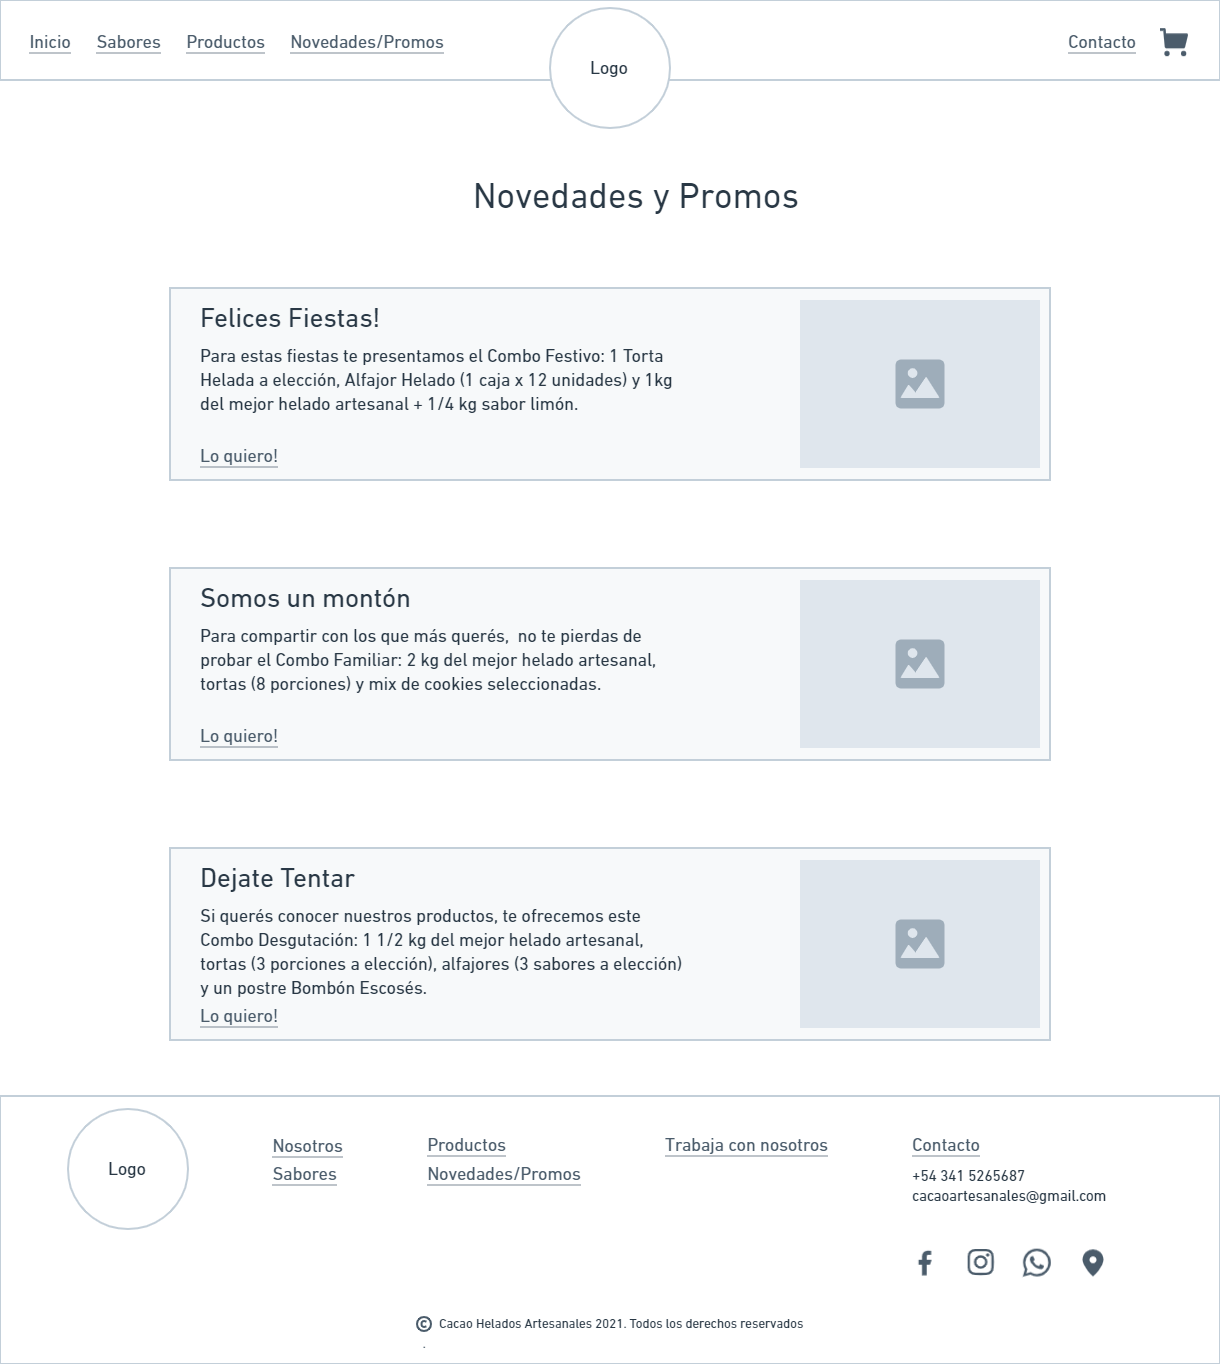 Inicio Sabores Productos Novedades/Promos Logo Contacto
Novedades y Promos
Felices Fiestas!
Para estas fiestas te presentamos el Combo Festivo: 1 Torta
Helada a elección, Alfajor Helado (1 caja x 12 unidades) y 1kg
del mejor helado artesanal + 1/4 kg sabor limón.
Lo quiero!
Somos un montón
Para compartir con los que más querés,  no te pierdas de
probar el Combo Familiar: 2 kg del mejor helado artesanal,
tortas (8 porciones) y mix de cookies seleccionadas.
Lo quiero!
Dejate Tentar
Si querés conocer nuestros productos, te ofrecemos este
Combo Desgutación: 1 1/2 kg del mejor helado artesanal,
tortas (3 porciones a elección), alfajores (3 sabores a elección)
y un postre Bombón Escosés.
Lo quiero!
Logo
Nosotros
Sabores
Productos
Novedades/Promos
Trabaja con nosotros
Contacto
+54 341 5265687
cacaoartesanales@gmail.com
© Cacao Helados Artesanales 2021. Todos los derechos reservados
.